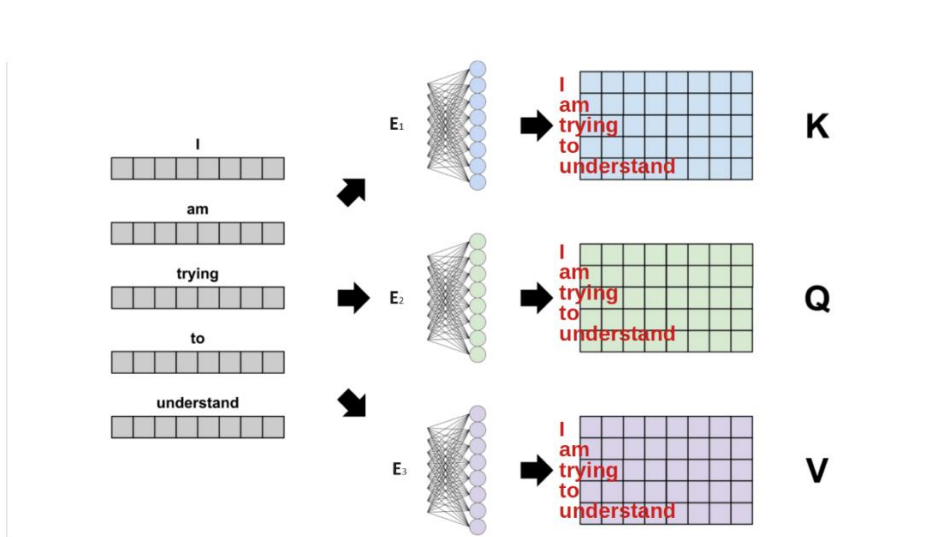 I
am
trying
to
understand
E1
I
am
trying
to
understand
K
E2
I
am
trying
to
understand
Q
E3
I
am
trying
to
understand
V